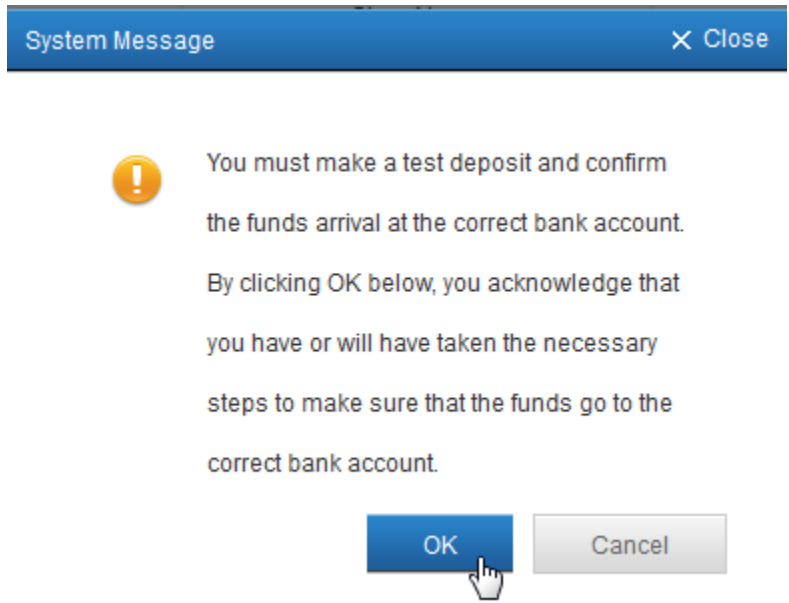 System Message
Close
You must make a test deposit and confirm
the funds arrival at the correct bank account.
By clicking OK below, you acknowledge that
you have or will have taken the necessary
steps to make sure that the funds go to the
correct bank account.
OK
Cancel